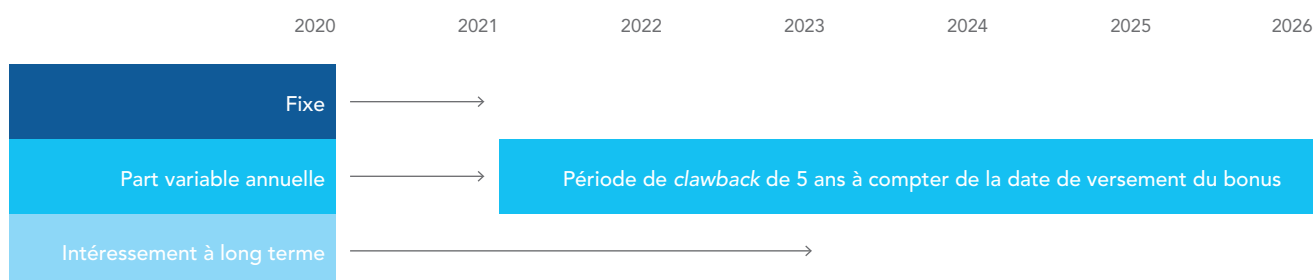 2020 2021 2022 2023 2024 2025 2026
Fixe
Part variable annuelle
Période de clawback de 5 ans à compter de la date de versement du bonus
Intéressement à long terme